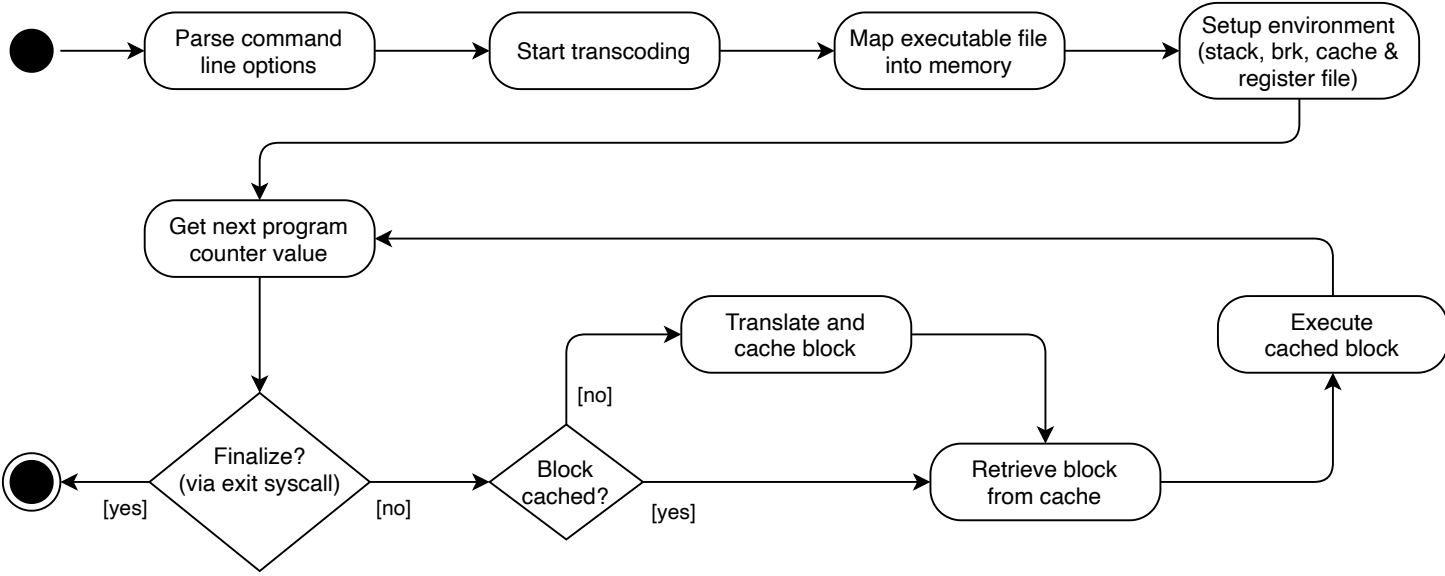 Parse command
line options
Start transcoding
Map executable file
into memory
Setup environment
(stack, brk, cache &
register file)
Get next program
counter value
Translate and
cache block
Execute
cached block
[no]
Finalize?
(via exit syscall)
Block
cached?
Retrieve block
from cache
[yes]
[no]
[yes]